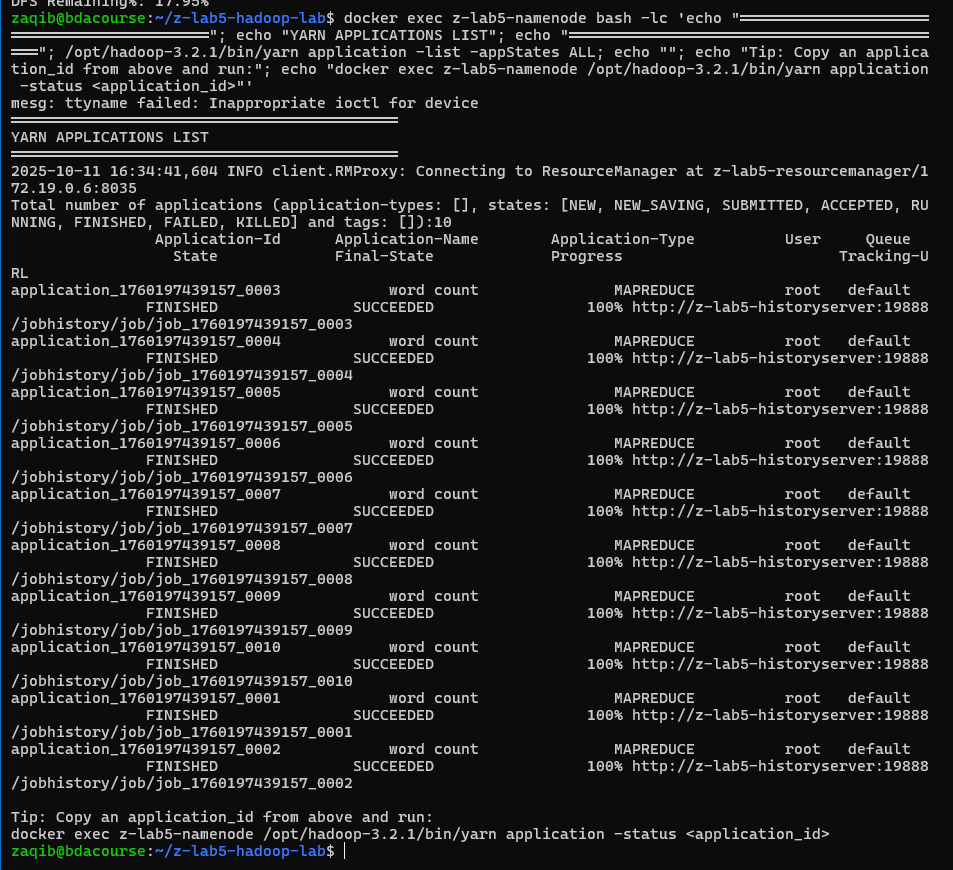 DFS Remaining%: 17.95%
zaqib@bdacourse:~/z-lab5-hadoop-lab$ docker exec z-lab5-namenode bash -lc 'echo "═════════════════════
══════════════════════"; echo "YARN APPLICATIONS LIST"; echo "════════════════════════════════════════
═══"; /opt/hadoop-3.2.1/bin/yarn application -list -appStates ALL; echo ""; echo "Tip: Copy an applica
tion_id from above and run:"; echo "docker exec z-lab5-namenode /opt/hadoop-3.2.1/bin/yarn application
 -status <application_id>"'
mesg: ttyname failed: Inappropriate ioctl for device
═══════════════════════════════════════════
YARN APPLICATIONS LIST
═══════════════════════════════════════════
2025-10-11 16:34:41,604 INFO client.RMProxy: Connecting to ResourceManager at z-lab5-resourcemanager/1
72.19.0.6:8035
Total number of applications (application-types: [], states: [NEW, NEW_SAVING, SUBMITTED, ACCEPTED, RU
NNING, FINISHED, FAILED, KILLED] and tags: []):10
Application-Id Application-Name Application-Type User Queue
State Final-State Progress Tracking-U
RL
application_1760197439157_0003 word count MAPREDUCE root default
FINISHED SUCCEEDED 100% http://z-lab5-historyserver:19888
/jobhistory/job/job_1760197439157_0003
application_1760197439157_0004 word count MAPREDUCE root default
FINISHED SUCCEEDED 100% http://z-lab5-historyserver:19888
/jobhistory/job/job_1760197439157_0004
application_1760197439157_0005 word count MAPREDUCE root default
FINISHED SUCCEEDED 100% http://z-lab5-historyserver:19888
/jobhistory/job/job_1760197439157_0005
application_1760197439157_0006 word count MAPREDUCE root default
FINISHED SUCCEEDED 100% http://z-lab5-historyserver:19888
/jobhistory/job/job_1760197439157_0006
application_1760197439157_0007 word count MAPREDUCE root default
FINISHED SUCCEEDED 100% http://z-lab5-historyserver:19888
/jobhistory/job/job_1760197439157_0007
application_1760197439157_0008 word count MAPREDUCE root default
FINISHED SUCCEEDED 100% http://z-lab5-historyserver:19888
/jobhistory/job/job_1760197439157_0008
application_1760197439157_0009 word count MAPREDUCE root default
FINISHED SUCCEEDED 100% http://z-lab5-historyserver:19888
/jobhistory/job/job_1760197439157_0009
application_1760197439157_0010 word count MAPREDUCE root default
FINISHED SUCCEEDED 100% http://z-lab5-historyserver:19888
/jobhistory/job/job_1760197439157_0010
application_1760197439157_0001 word count MAPREDUCE root default
FINISHED SUCCEEDED 100% http://z-lab5-historyserver:19888
/jobhistory/job/job_1760197439157_0001
application_1760197439157_0002 word count MAPREDUCE root default
FINISHED SUCCEEDED 100% http://z-lab5-historyserver:19888
/jobhistory/job/job_1760197439157_0002
Tip: Copy an application_id from above and run:
docker exec z-lab5-namenode /opt/hadoop-3.2.1/bin/yarn application -status <application_id>
zaqib@bdacourse:~/z-lab5-hadoop-lab$